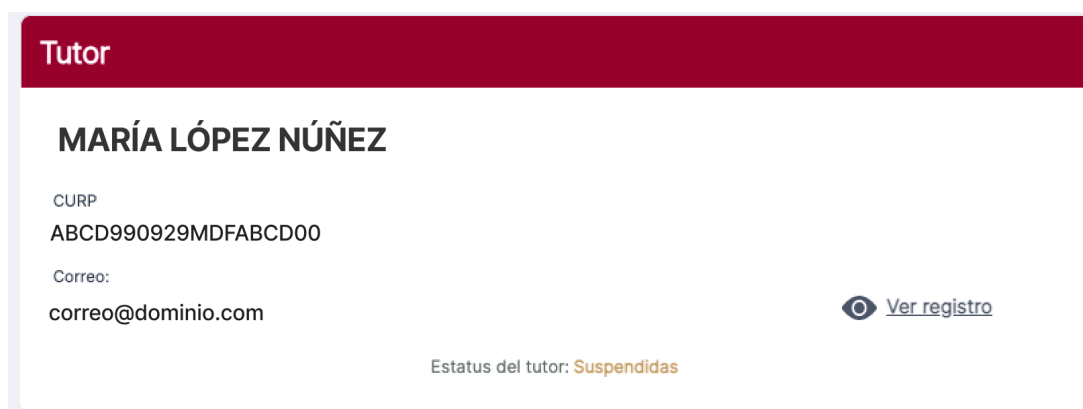 Tutor
MARÍA LÓPEZ NÚÑEZ
CURP
ABCD990929MDFABCD00
Correo:
correo@dominio.com
Ver registro
Estatus del tutor: Suspendidas